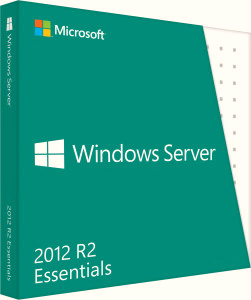 Microsoft
Windows Server
2012 R2
Essentials
Windows Server
2012 R2 Essentials